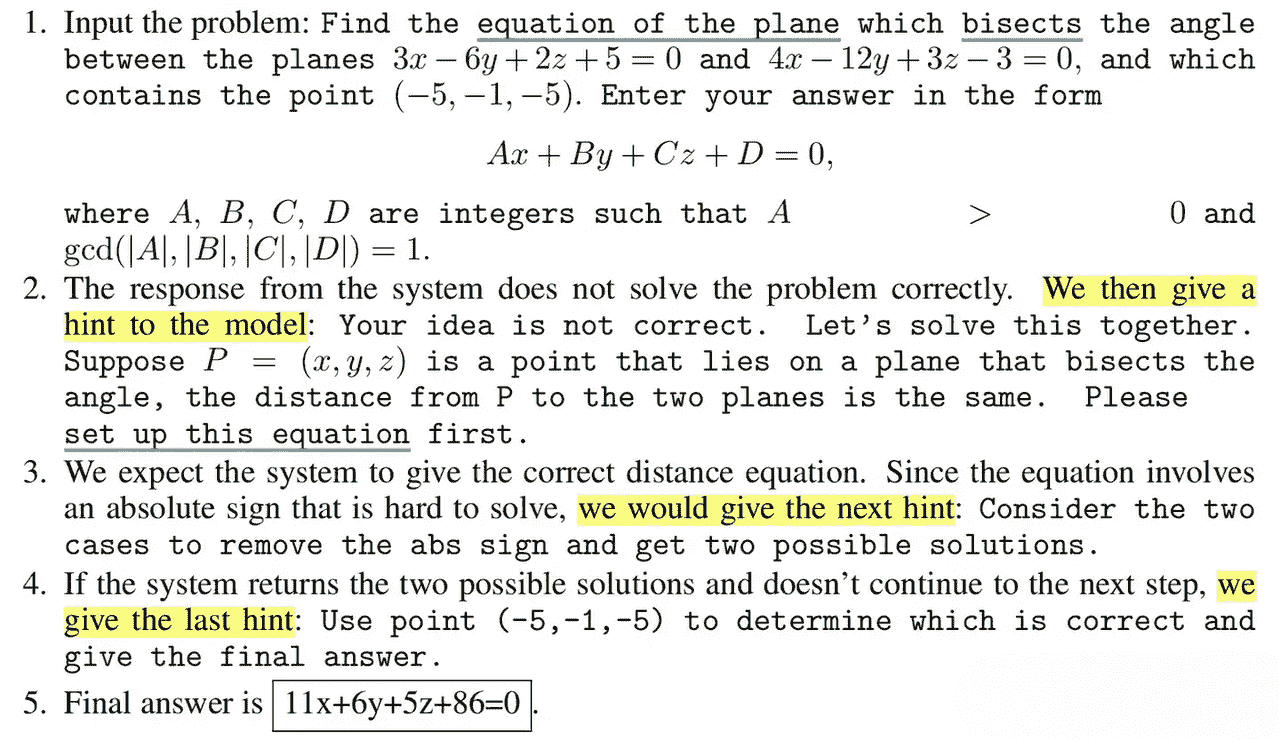 1. Input the problem: Find the equation of the plane which bisects the angle
between the planes 3x − 6y + 2z + 5 = 0 and 4x − 12y + 3z − 3 = 0, and which
contains the point (−5, −1, −5). Enter your answer in the form
Ax + By + Cz + D = 0,
where A, B, C, D are integers such that A > 0 and
gcd(|A|, |B|, |C|, |D|) = 1.
2. The response from the system does not solve the problem correctly. We then give a
hint to the model: Your idea is not correct. Let's solve this together.
Suppose P = (x, y, z) is a point that lies on a plane that bisects the
angle, the distance from P to the two planes is the same. Please
set up this equation first.
3. We expect the system to give the correct distance equation. Since the equation involves
an absolute sign that is hard to solve, we would give the next hint: Consider the two
cases to remove the abs sign and get two possible solutions.
4. If the system returns the two possible solutions and doesn't continue to the next step, we
give the last hint: Use point (-5,-1,-5) to determine which is correct and
give the final answer.
5. Final answer is 11x+6y+5z+86=0.